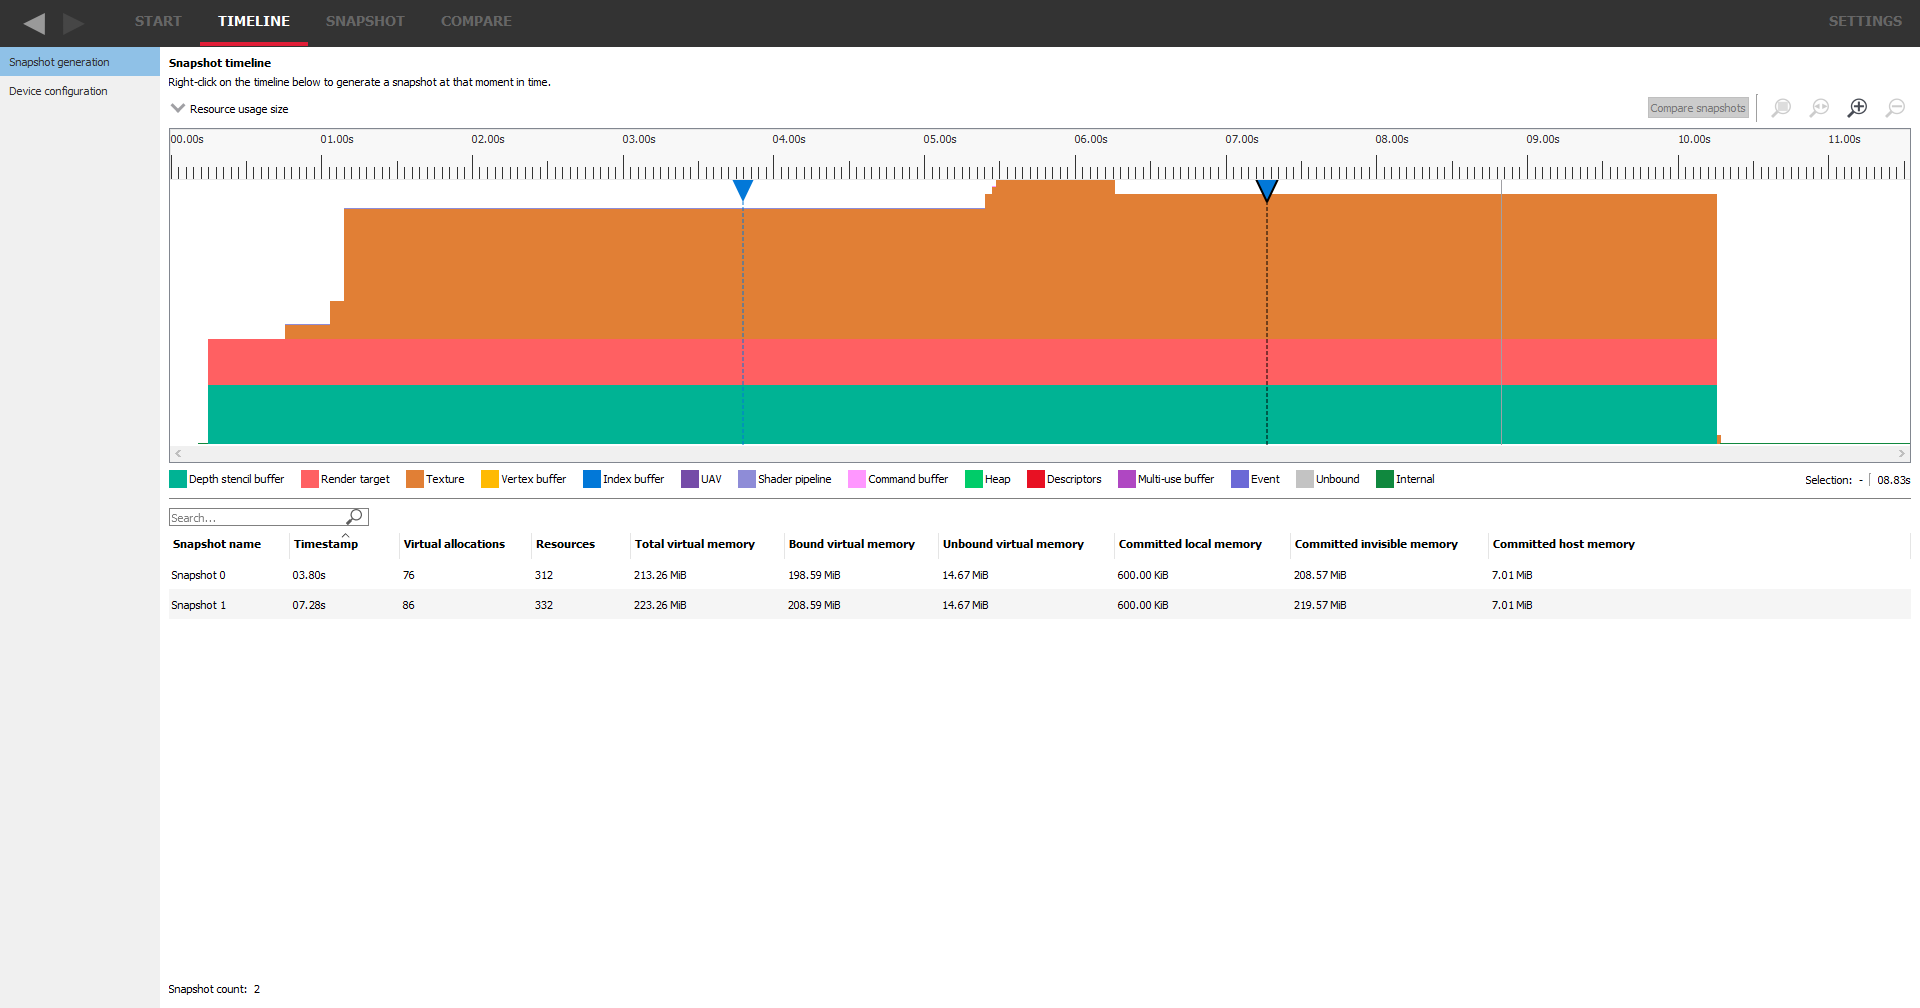 START TIMELINE SNAPSHOT COMPARE SETTINGS
Snapshot generation
Device configuration
Snapshot timeline
Right-click on the timeline below to generate a snapshot at that moment in time.
Resource usage size
Compare snapshots
00.00s 01.00s 02.00s 03.00s 04.00s 05.00s 06.00s 07.00s 08.00s 09.00s 10.00s 11.00s
Depth stencil buffer Render target Texture Vertex buffer Index buffer UAV Shader pipeline Command buffer Heap Descriptors Multi-use buffer Event Unbound Internal Selection: - 08.83s
Search...
Snapshot name Timestamp Virtual allocations Resources Total virtual memory Bound virtual memory Unbound virtual memory Committed local memory Committed invisible memory Committed host memory
Snapshot 0 03.80s 76 312 213.26 MiB 198.59 MiB 14.67 MiB 600.00 KiB 208.57 MiB 7.01 MiB
Snapshot 1 07.28s 86 332 223.26 MiB 208.59 MiB 14.67 MiB 600.00 KiB 219.57 MiB 7.01 MiB
Snapshot count: 2